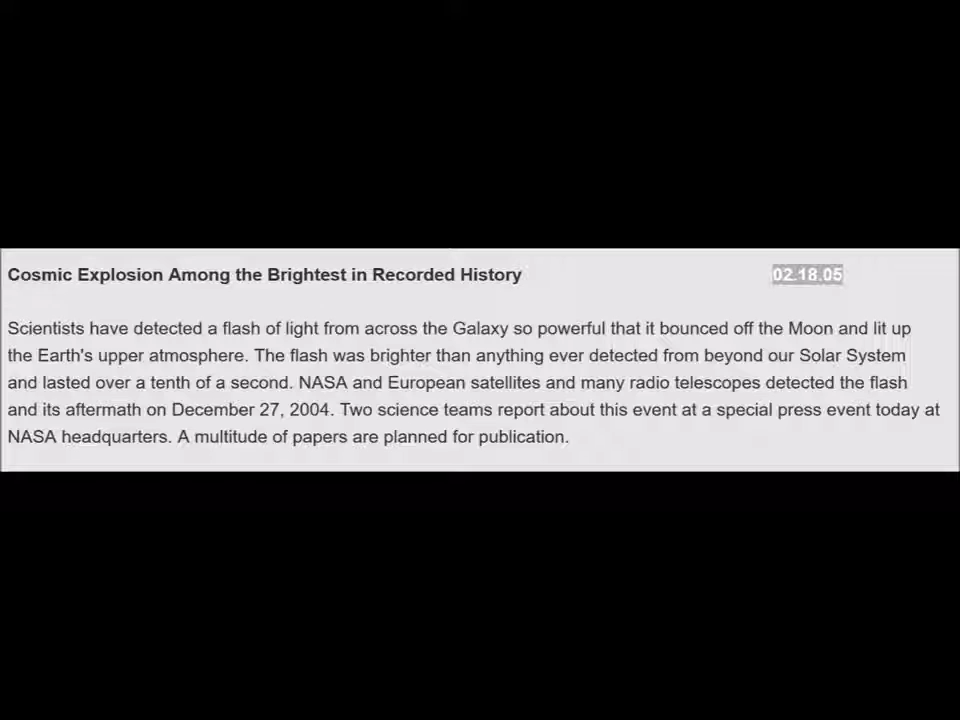 Cosmic Explosion Among the Brightest in Recorded History 02.18.05
Scientists have detected a flash of light from across the Galaxy so powerful that it bounced off the Moon and lit up
the Earth's upper atmosphere. The flash was brighter than anything ever detected from beyond our Solar System
and lasted over a tenth of a second. NASA and European satellites and many radio telescopes detected the flash
and its aftermath on December 27, 2004. Two science teams report about this event at a special press event today at
NASA headquarters. A multitude of papers are planned for publication.